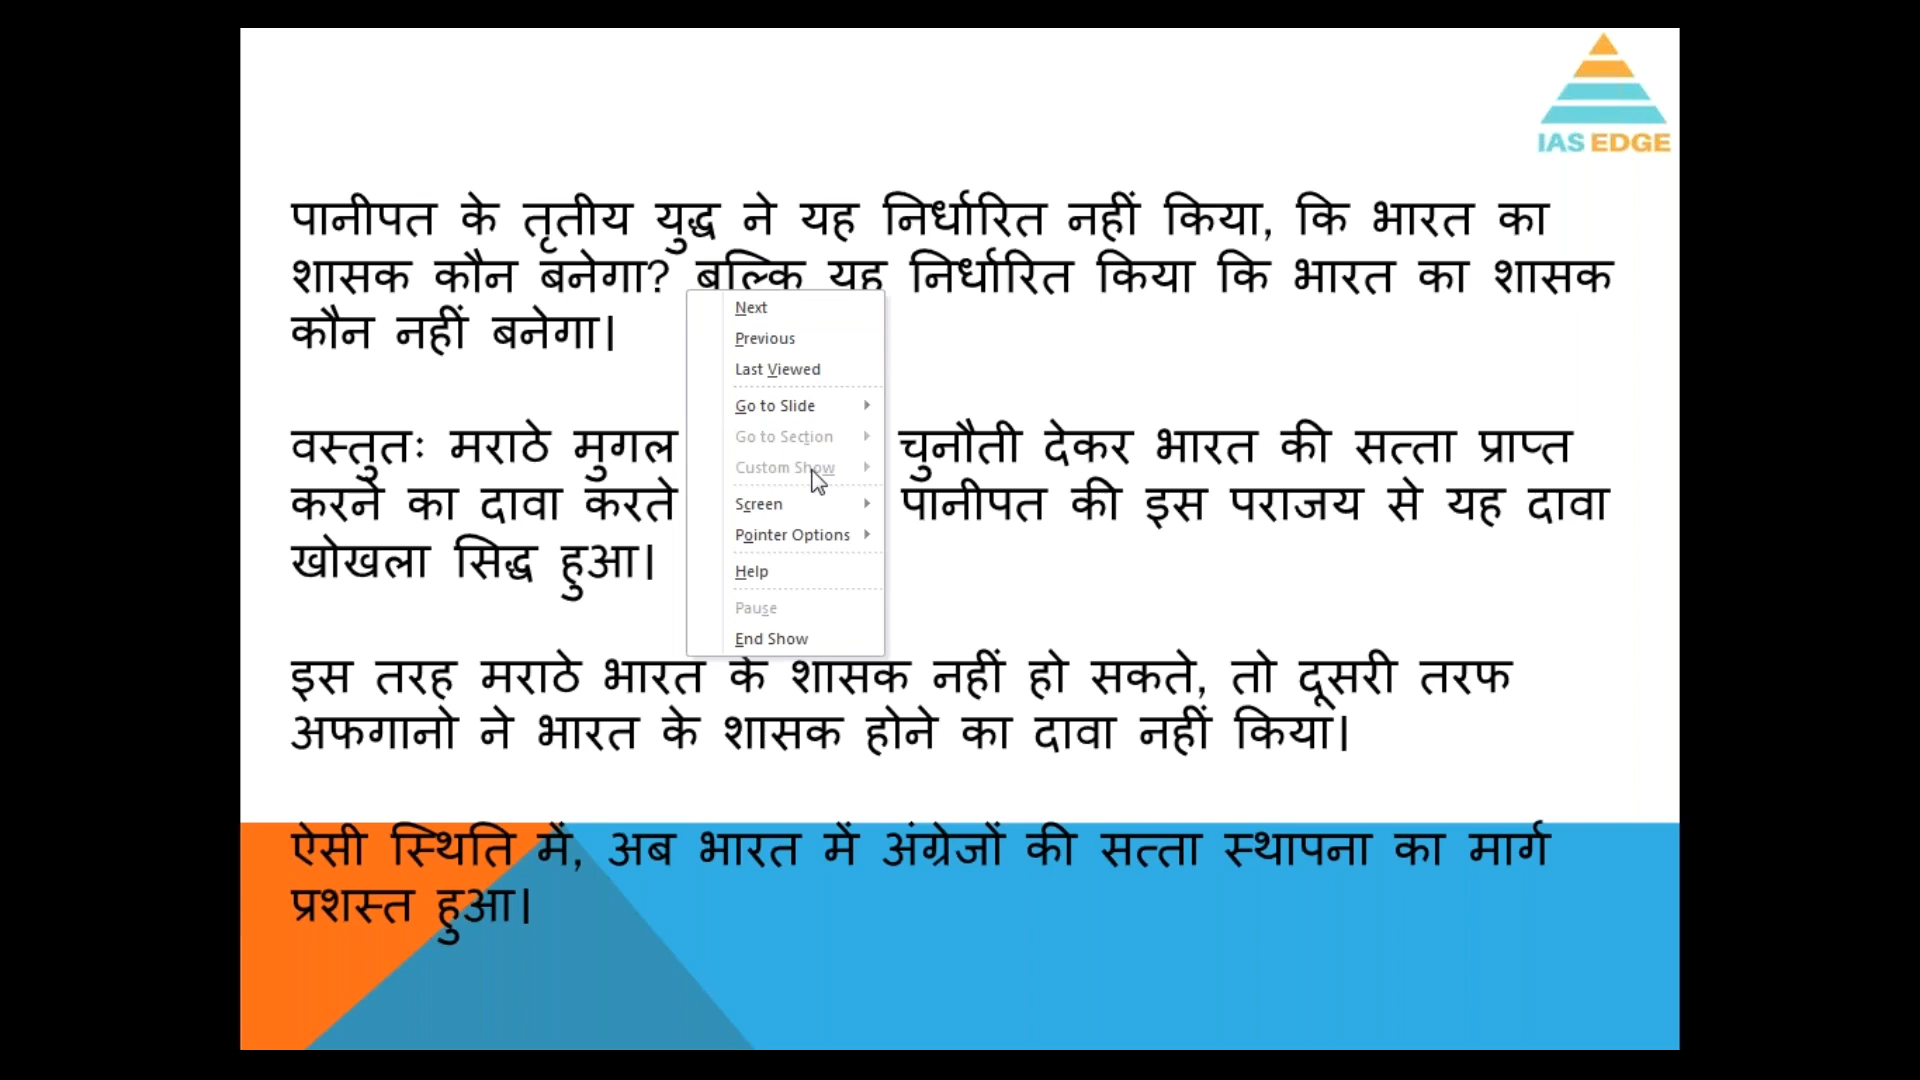 IAS EDGE
पानीपत के तृतीय युद्ध ने यह निर्धारित नहीं किया, कि भारत का
शासक कौन बनेगा? बल्कि यह निर्धारित किया कि भारत का शासक
कौन नहीं बनेगा।
वस्तुतः मराठे मुगल चुनौती देकर भारत की सत्ता प्राप्त
करने का दावा करते पानीपत की इस पराजय से यह दावा
खोखला सिद्ध हुआ।
इस तरह मराठे भारत के शासक नहीं हो सकते, तो दूसरी तरफ
अफगानो ने भारत के शासक होने का दावा नहीं किया।
ऐसी स्थिति में, अब भारत में अंग्रेजों की सत्ता स्थापना का मार्ग
प्रशस्त हुआ।
Next
Previous
Last Viewed
Go to Slide
Go to Section
Custom Show
Screen
Pointer Options
Help
Pause
End Show